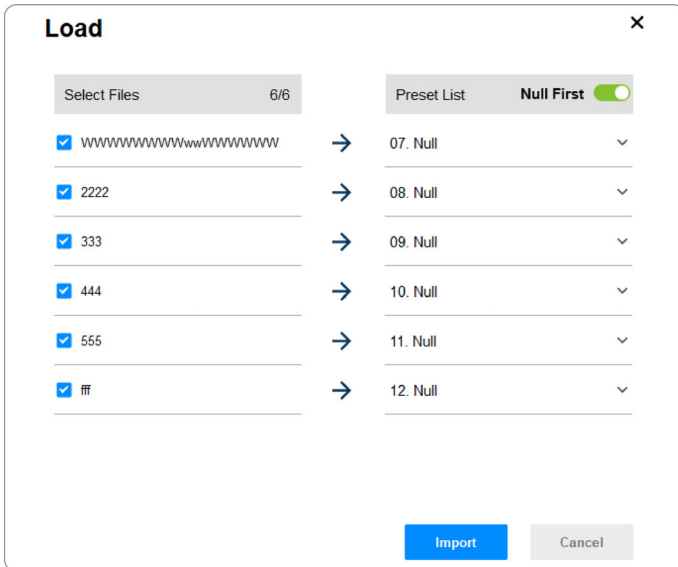 Load
Select Files 6/6 Preset List Null First
WWWWWWWWwwWWWWWW 07. Null
2222 08. Null
333 09. Null
444 10. Null
555 11. Null
fff 12. Null
Import Cancel